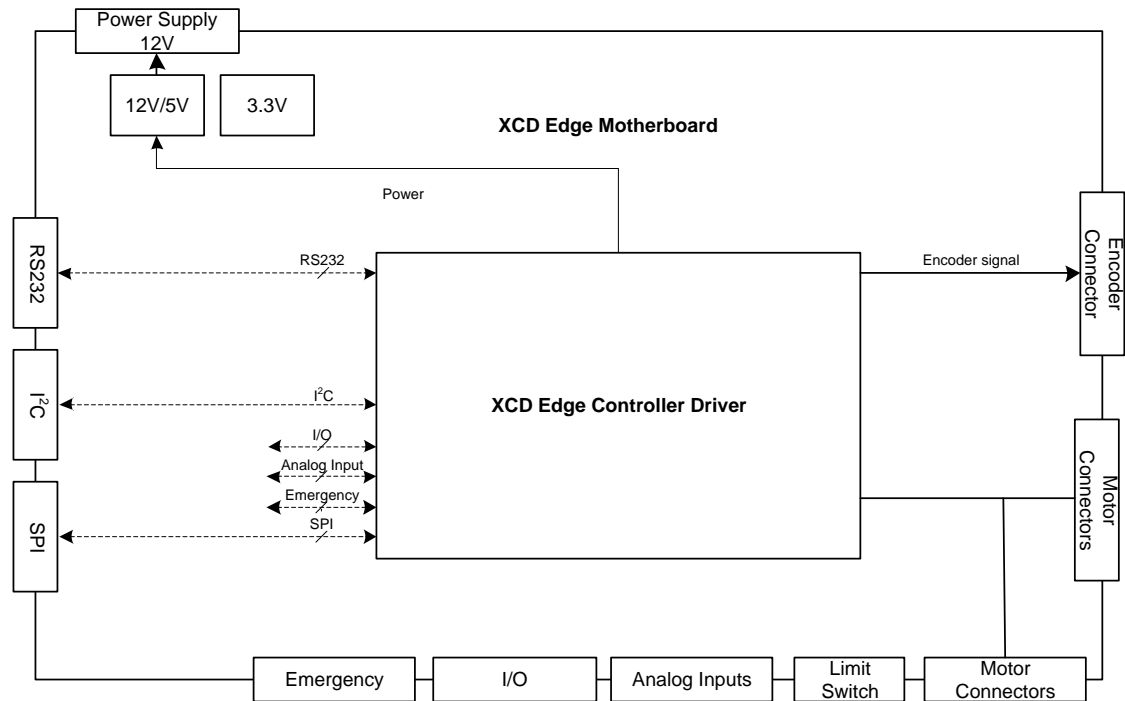 Power Supply
12V
12V/5V
3.3V
XCD Edge Motherboard
Power
RS232
RS232
Encoder signal
Encoder
Connector
I²C
I²C
XCD Edge Controller Driver
I/O
Analog Input
Emergency
SPI
SPI
Motor
Connectors
Emergency
I/O
Analog Inputs
Limit
Switch
Motor
Connectors